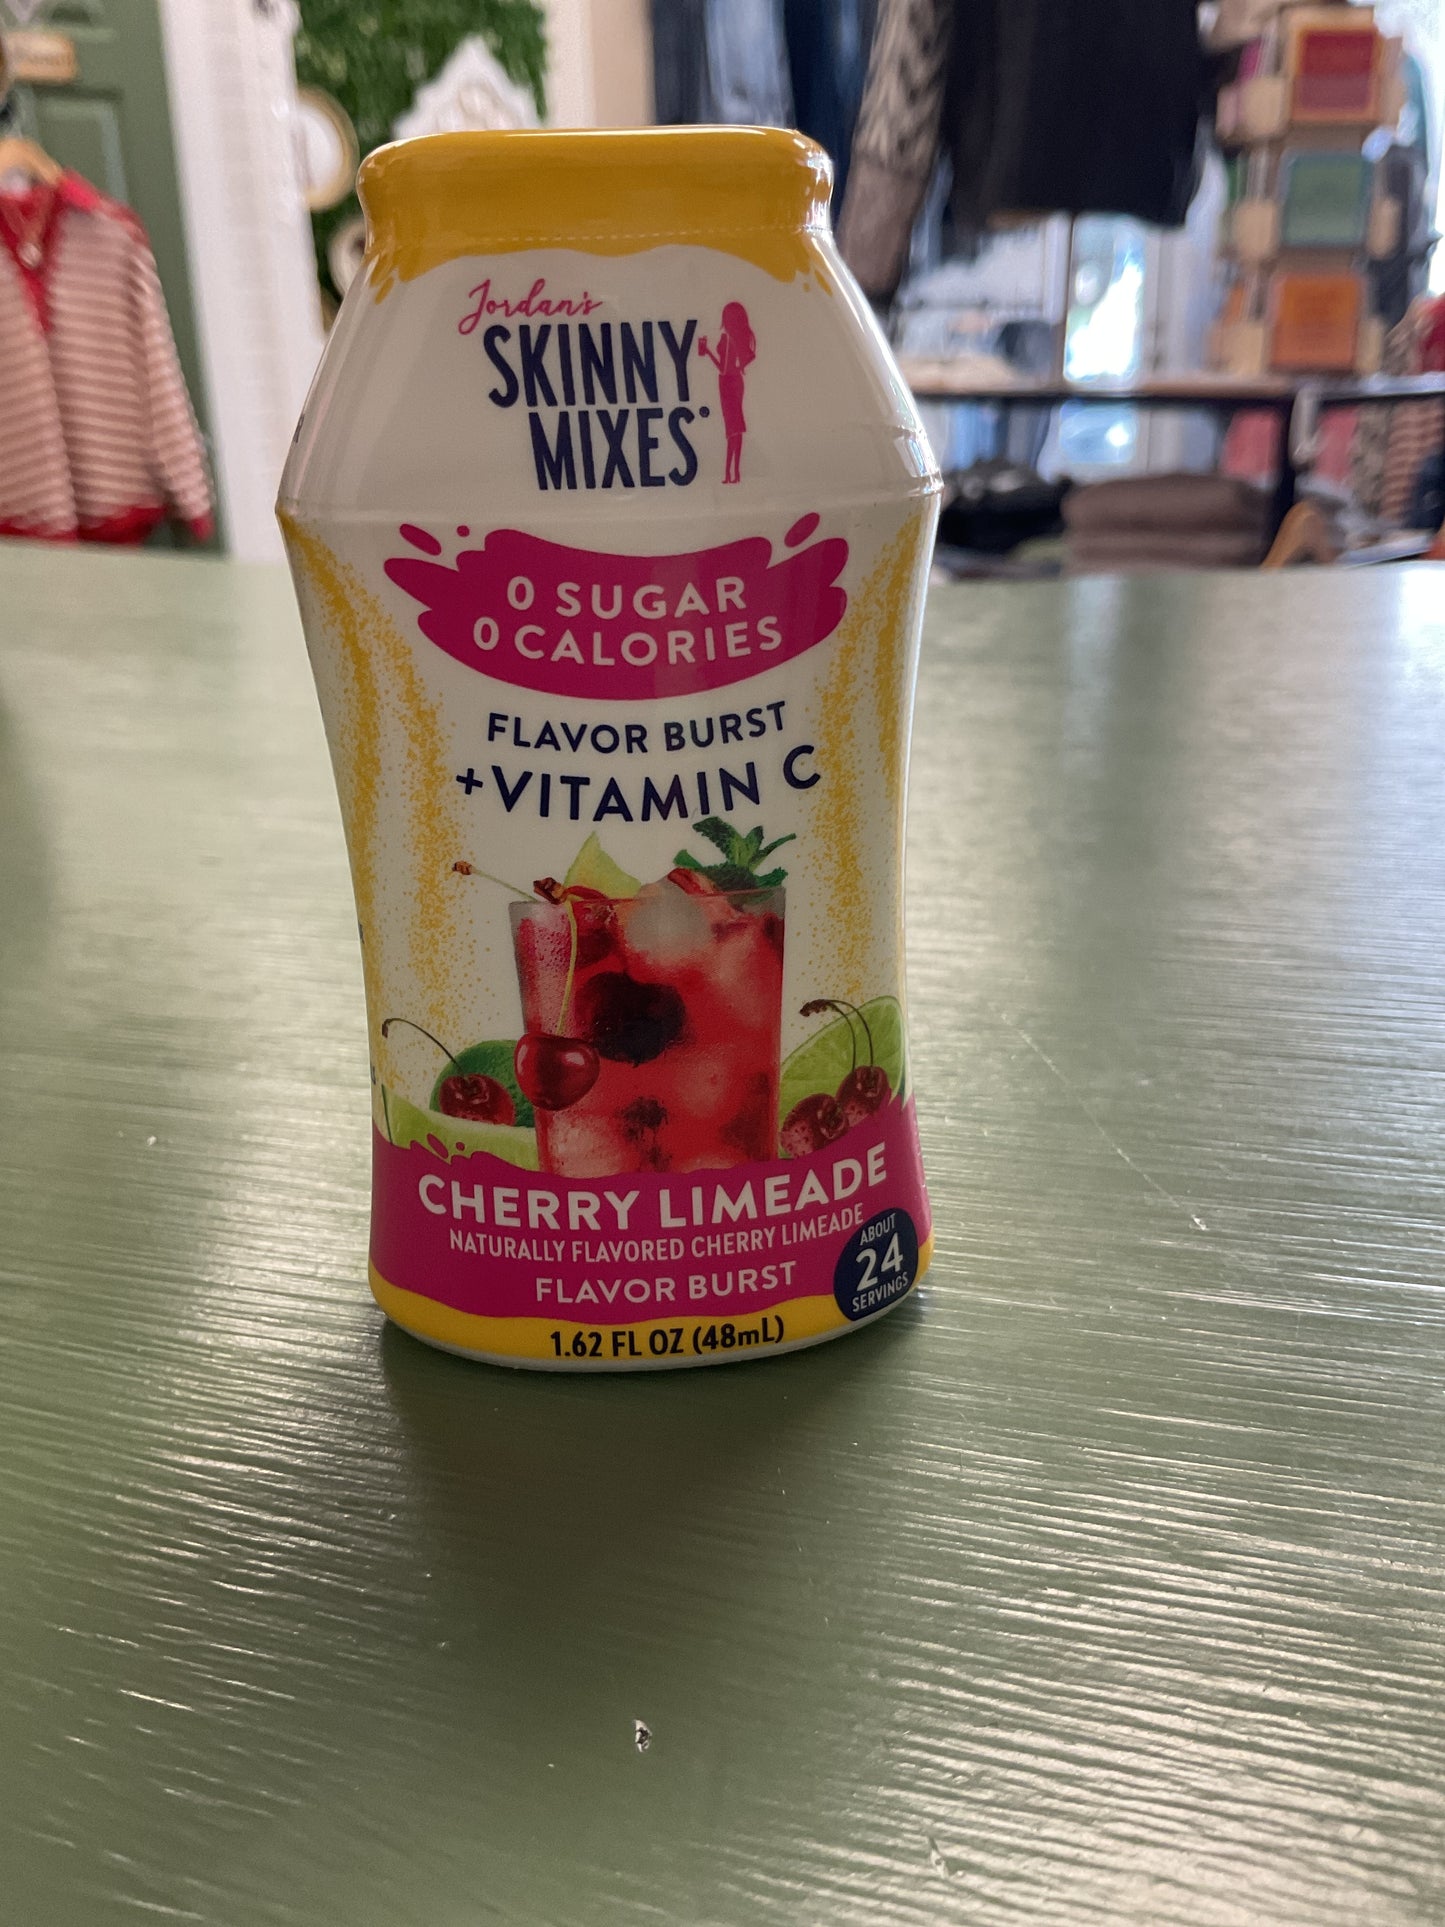 Jordan's
SKINNY
MIXES®
0 SUGAR
0 CALORIES
FLAVOR BURST
+VITAMIN C
CHERRY LIMEADE
NATURALLY FLAVORED CHERRY LIMEADE
FLAVOR BURST
ABOUT
24
SERVINGS
1.62 FL OZ (48mL)